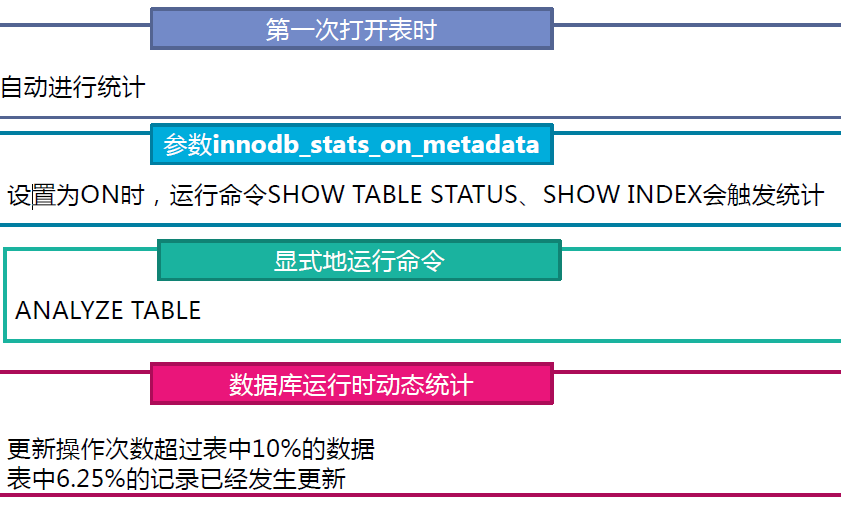 第一次打开表时
自动进行统计
参数innodb_stats_on_metadata
设置为ON时，运行命令SHOW TABLE STATUS、SHOW INDEX会触发统计
显式地运行命令
ANALYZE TABLE
数据库运行时动态统计
更新操作次数超过表中10%的数据
表中6.25%的记录已经发生更新